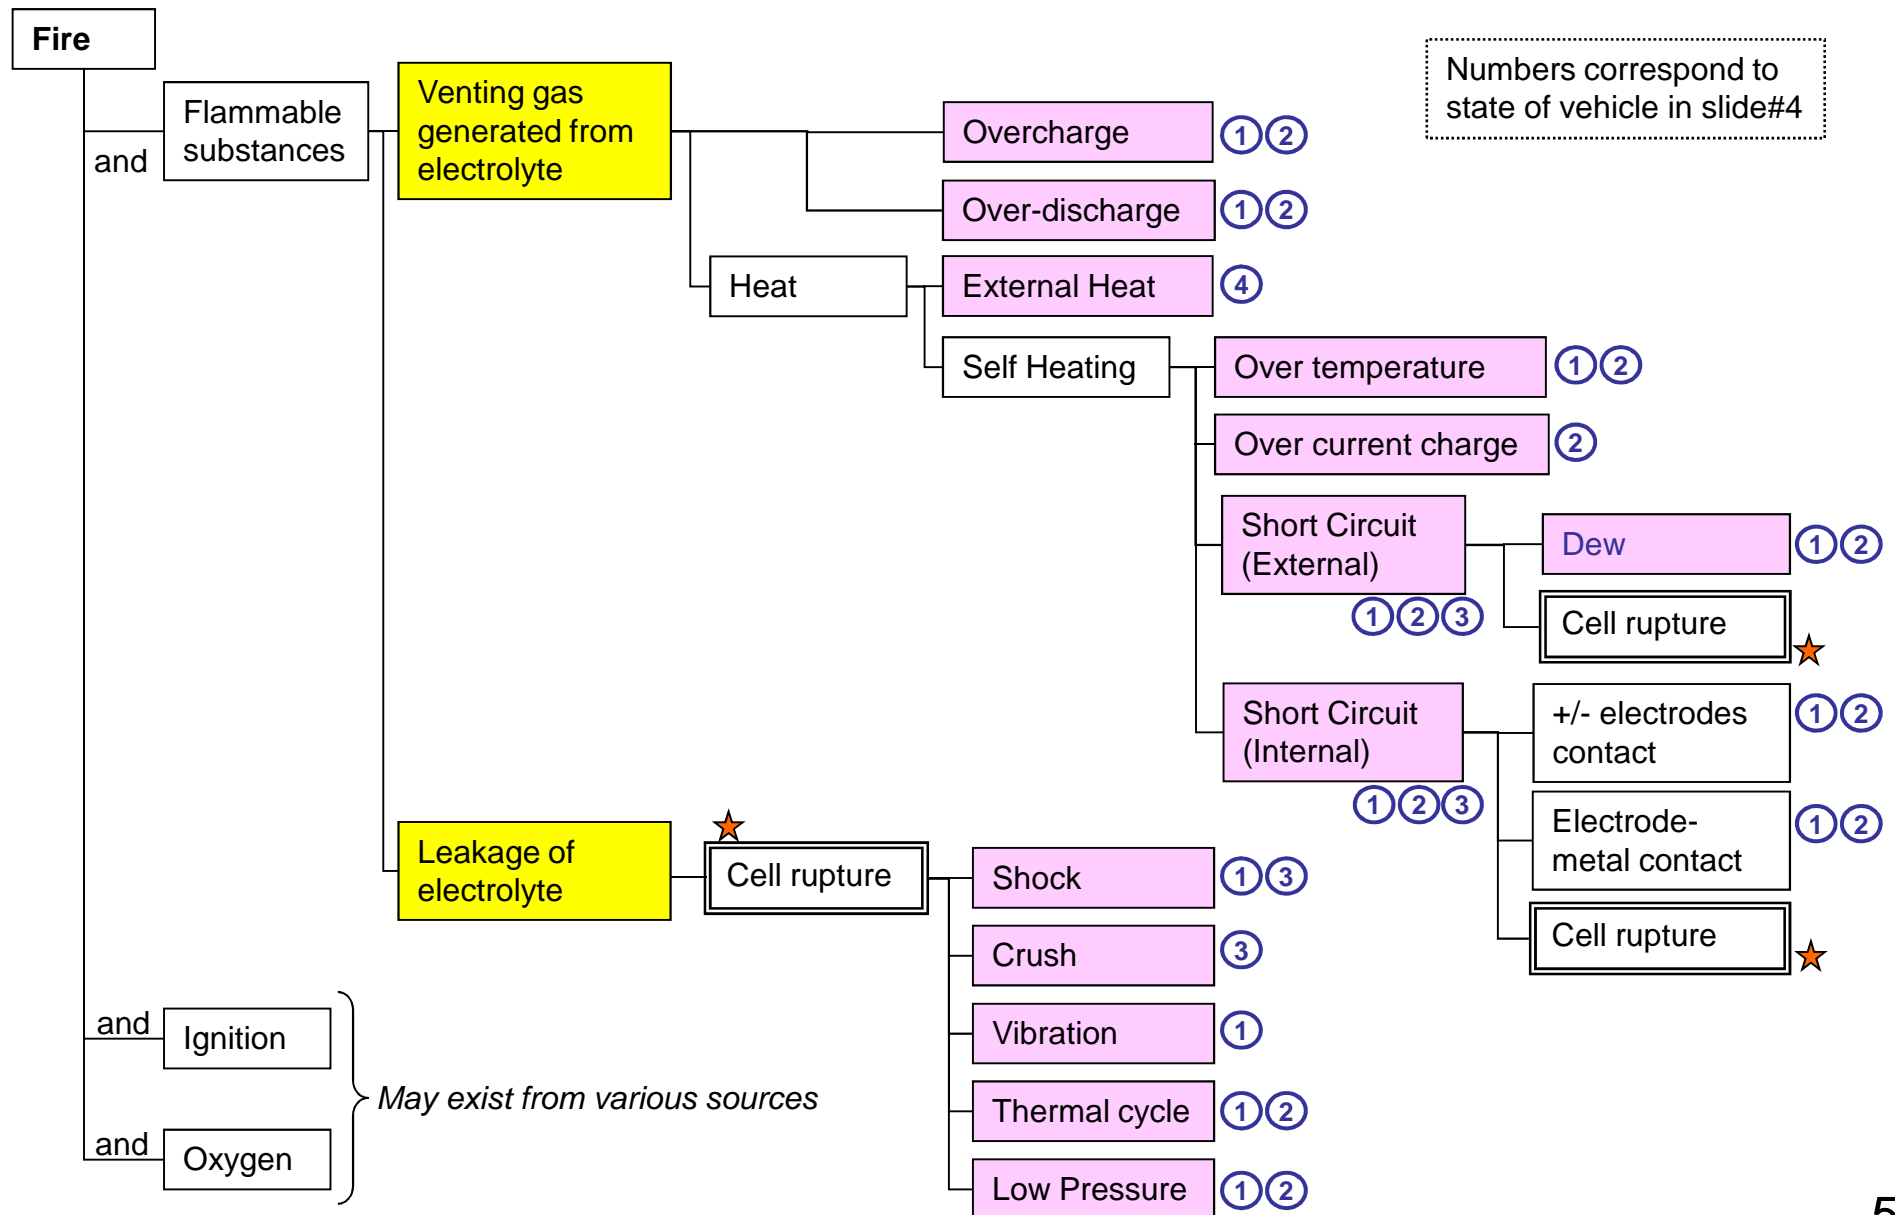 Fire
Numbers correspond to
state of vehicle in slide#4
and
Flammable
substances
Venting gas
generated from
electrolyte
Overcharge
1 2
Over-discharge
1 2
Heat
External Heat
4
Self Heating
Over temperature
1 2
Over current charge
2
Short Circuit
(External)
1 2 3
Dew
1 2
Cell rupture
Short Circuit
(Internal)
1 2 3
+/- electrodes
contact
1 2
Electrode-
metal contact
1 2
Cell rupture
Leakage of
electrolyte
Cell rupture
Shock
1 3
Crush
3
Vibration
1
Thermal cycle
1 2
Low Pressure
1 2
and
Ignition
May exist from various sources
and
Oxygen
5